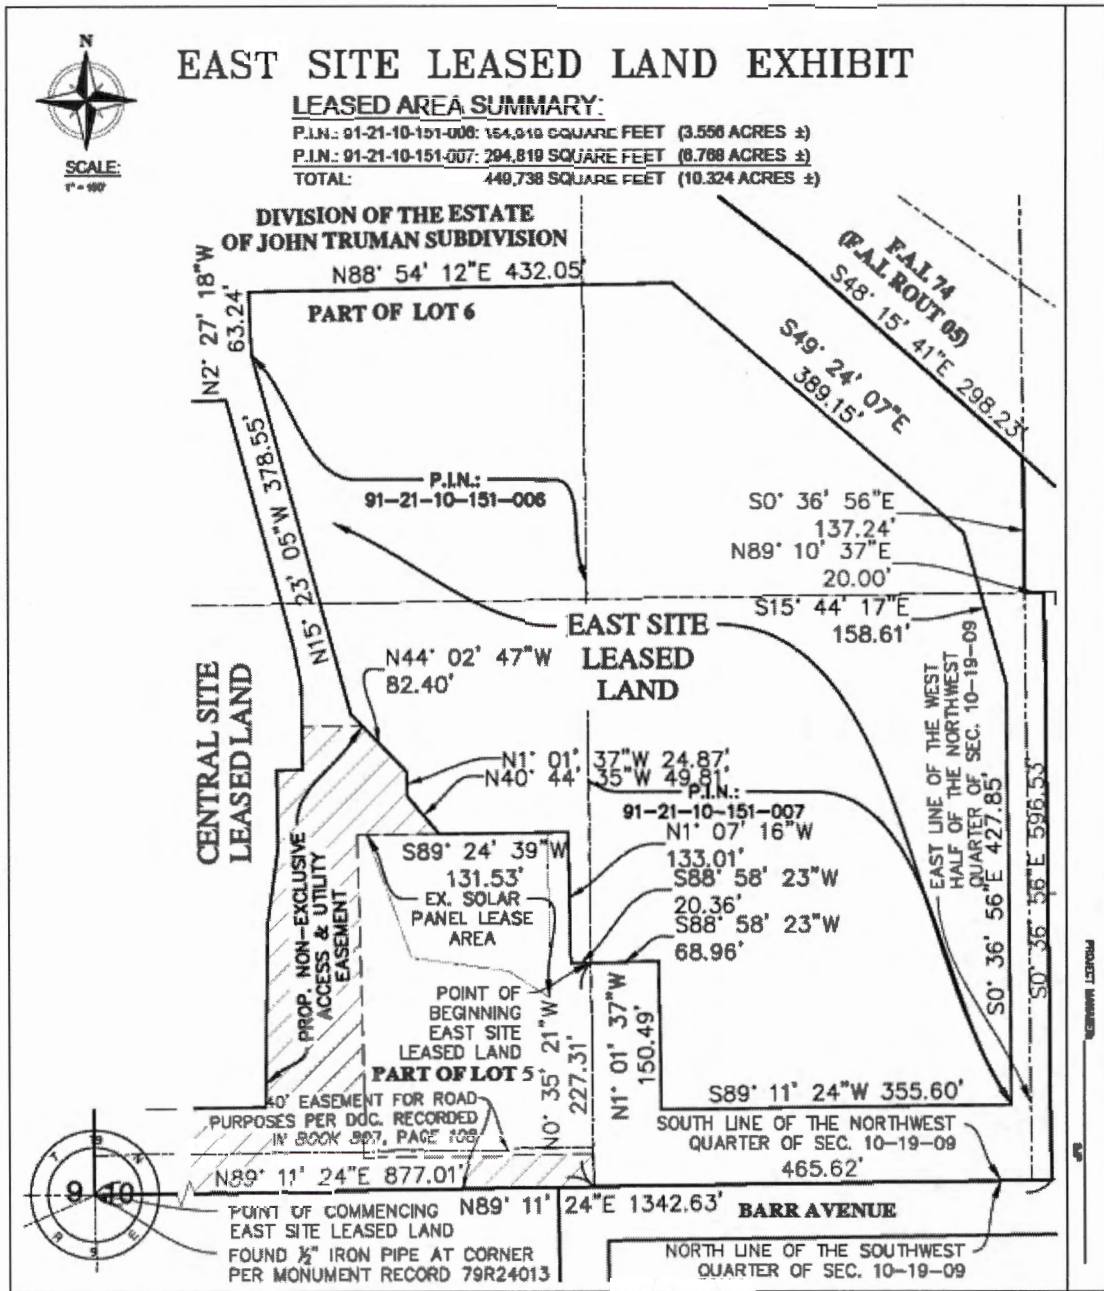 N
EAST SITE LEASED LAND EXHIBIT
LEASED AREA SUMMARY:
P.I.N.: 91-21-10-151-006: 154,919 SQUARE FEET (3.556 ACRES ±)
P.I.N.: 91-21-10-151-007: 294,819 SQUARE FEET (6.768 ACRES ±)
TOTAL: 449,738 SQUARE FEET (10.324 ACRES ±)
SCALE:
DIVISION OF THE ESTATE
OF JOHN TRUMAN SUBDIVISION
N88° 54' 12"E 432.05'
PART OF LOT 6
N2° 27' 18"W
63.24'
F.A.I. 74
(F.A.I. ROUT 05)
S48° 15' 41"E 298.23'
S49° 24' 07"E
389.15'
N15° 23' 05"W 378.55'
P.I.N.:
91-21-10-151-006
S0° 36' 56"E
137.24'
N89° 10' 37"E
20.00'
S15° 44' 17"E
158.61'
EAST SITE
LEASED
LAND
N44° 02' 47"W
82.40'
CENTRAL SITE
LEASED LAND
N1° 01' 37"W 24.87'
N40° 44' 35"W 49.81'
P.I.N.:
91-21-10-151-007
EAST LINE OF THE WEST
HALF OF THE NORTHWEST
QUARTER OF SEC. 10-19-09
S0° 36' 56"E 427.85'
S0° 36' 56"E 596.53'
N1° 07' 16"W
133.01'
S89° 24' 39"W
131.53'
EX. SOLAR
PANEL LEASE
AREA
S88° 58' 23"W
20.36'
S88° 58' 23"W
68.96'
PROP. NON-EXCLUSIVE
ACCESS & UTILITY
EASEMENT
POINT OF
BEGINNING
EAST SITE
LEASED LAND
N0° 35' 21"W
227.31'
N1° 01' 37"W
150.49'
PART OF LOT 5
S89° 11' 24"W 355.60'
40' EASEMENT FOR ROAD
PURPOSES PER DOC. RECORDED
IN BOOK 807, PAGE 108
SOUTH LINE OF THE NORTHWEST
QUARTER OF SEC. 10-19-09
465.62'
N89° 11' 24"E 877.01'
9 10
N89° 11' 24"E 1342.63'
BARR AVENUE
POINT OF COMMENCING
EAST SITE LEASED LAND
FOUND ½" IRON PIPE AT CORNER
PER MONUMENT RECORD 79R24013
NORTH LINE OF THE SOUTHWEST
QUARTER OF SEC. 10-19-09